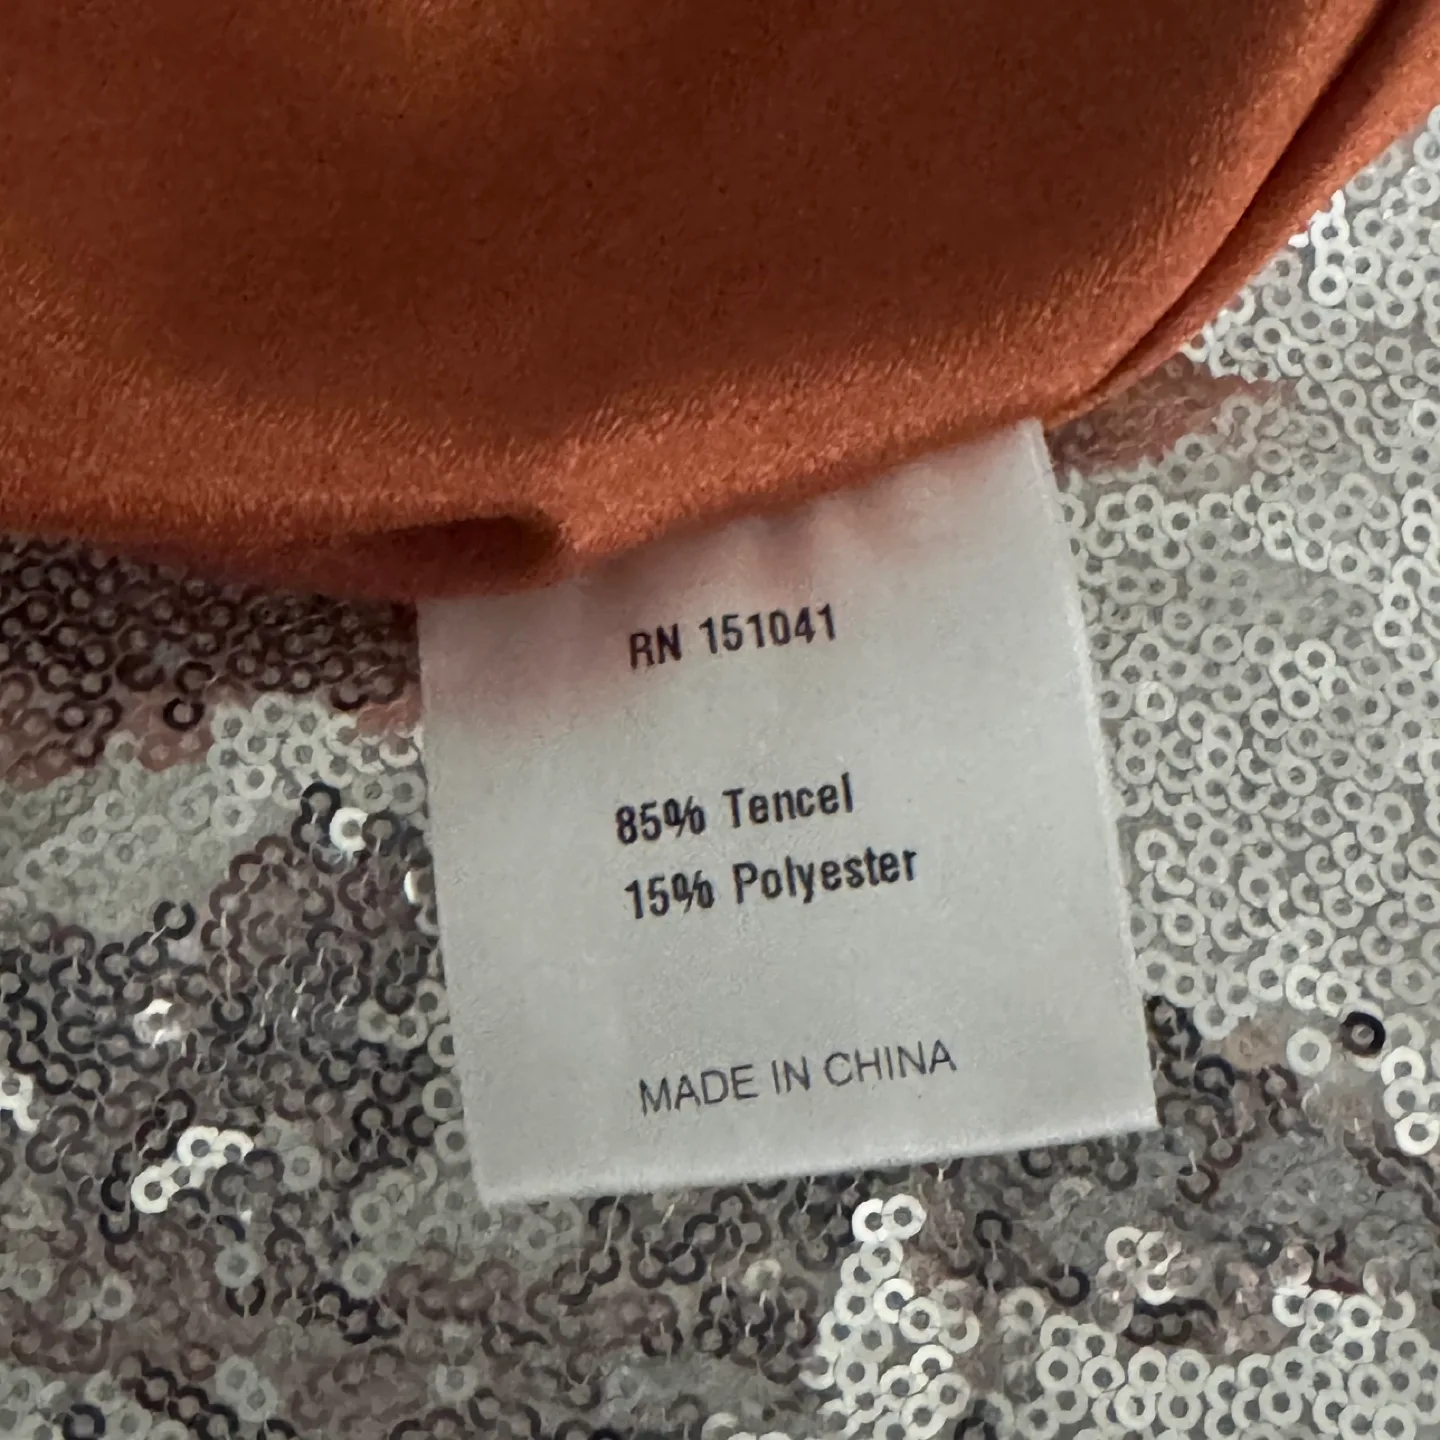 RN 151041
85% Tencel
15% Polyester
MADE IN CHINA